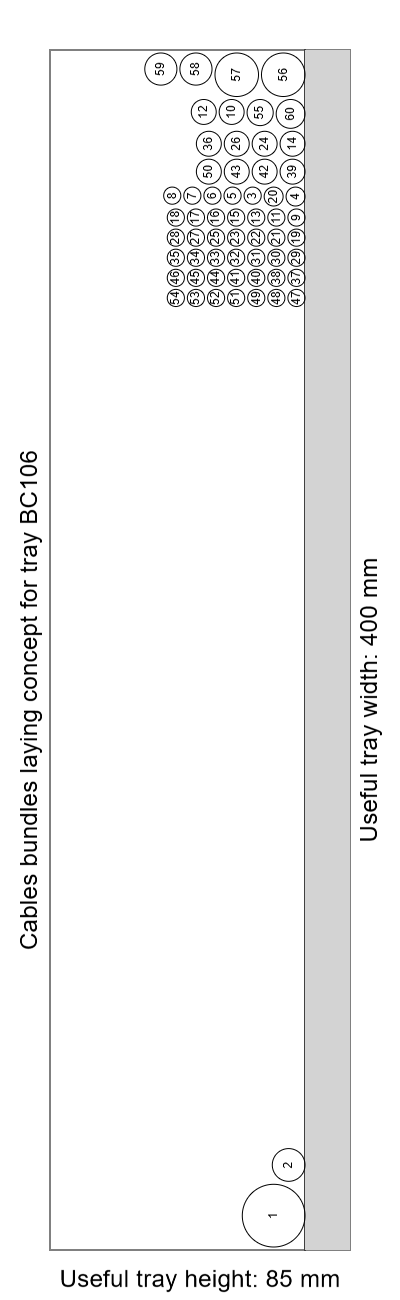 Cables bundles laying concept for tray BC106
59 58 57 56
12 10 55 60
36 26 24 14
50 43 42 39
8 7 6 5 3 20 4
18 17 16 15 13 11 9
28 27 25 23 22 21 19
35 34 33 32 31 30 29
46 45 44 41 40 38 37
54 53 52 51 49 48 47
2
1
Useful tray width: 400 mm
Useful tray height: 85 mm